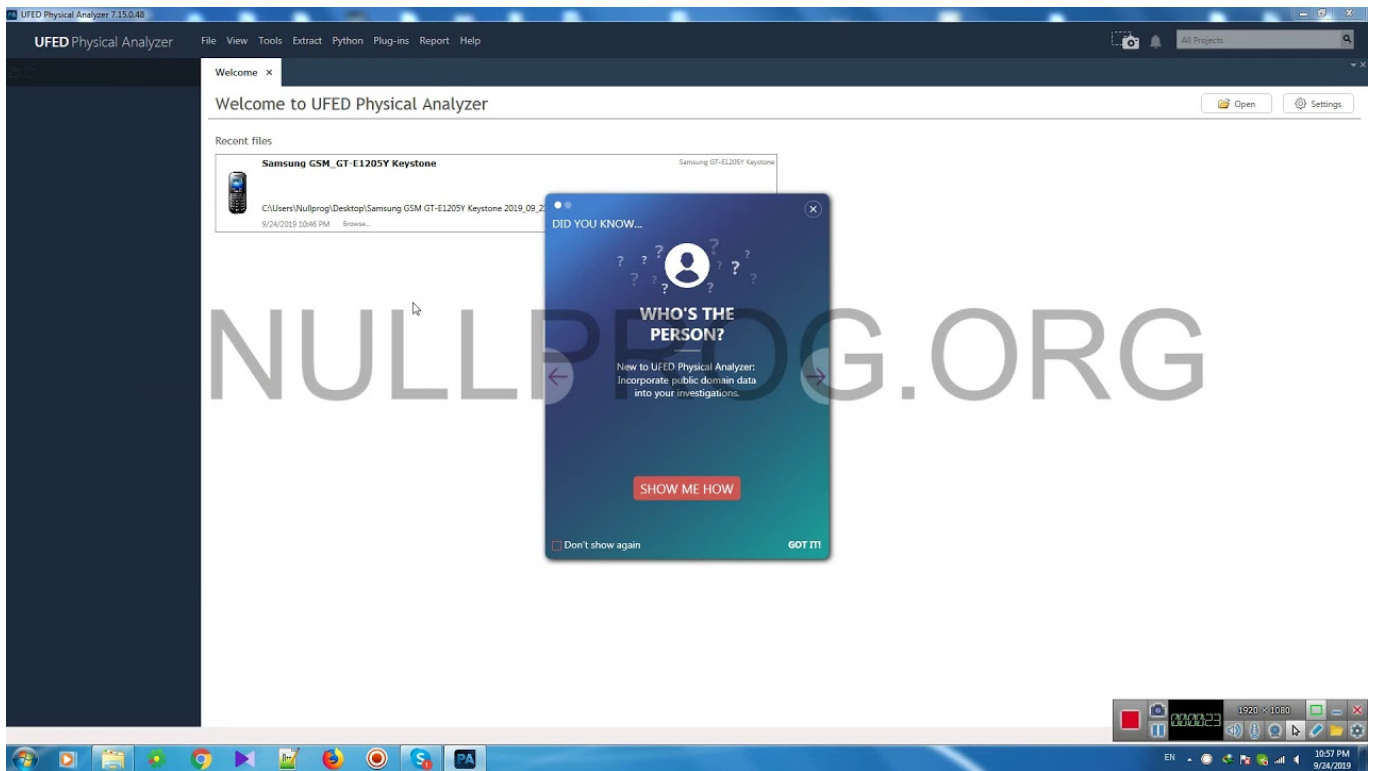 UFED Physical Analyzer 7.15.0.48
UFED Physical Analyzer File View Tools Extract Python Plug-ins Report Help All Projects
Welcome ×
Welcome to UFED Physical Analyzer Open Settings
Recent files
Samsung GSM_GT-E1205Y Keystone Samsung GT-E1205Y Keystone
C:\Users\Nullprog\Desktop\Samsung GSM GT-E1205Y Keystone 2019_09_2
9/24/2019 10:46 PM Browse...
DID YOU KNOW...
WHO'S THE
PERSON?
New to UFED Physical Analyzer:
Incorporate public domain data
into your investigations.
SHOW ME HOW
Don't show again GOT IT!
NULLPROG.ORG
000023 1920 × 1080
PA
EN 10:57 PM
9/24/2019